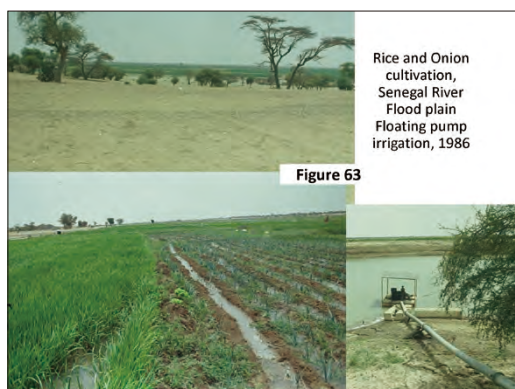 Rice and Onion
cultivation,
Senegal River
Flood plain
Floating pump
irrigation, 1986
Figure 63